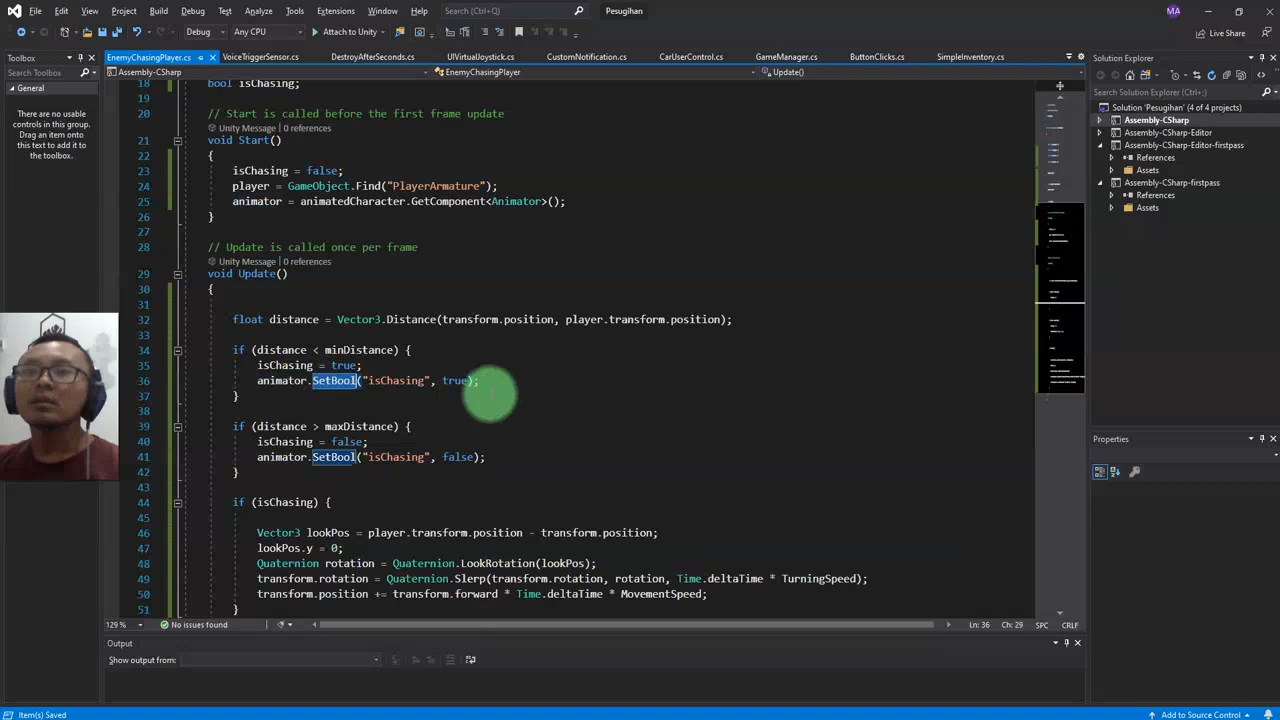 File Edit View Git Project Build Debug Test Analyze Tools Extensions Window Help Search (Ctrl+Q) Pesugihan MA
Debug Any CPU Attach to Unity Live Share
Toolbox
Search Toolbox
General
There are no usable
controls in this group.
Drag an item onto
this text to add it to
the toolbox.
EnemyChasingPlayer.cs VoiceTriggerSensor.cs DestroyAfterSeconds.cs UIVirtualJoystick.cs CustomNotification.cs CarUserControl.cs GameManager.cs ButtonClicks.cs SimpleInventory.cs
Assembly-CSharp EnemyChasingPlayer Update()
18 bool isChasing;
19
20 // Start is called before the first frame update
Unity Message | 0 references
21 void Start()
22 {
23 isChasing = false;
24 player = GameObject.Find("PlayerArmature");
25 animator = animatedCharacter.GetComponent<Animator>();
26 }
27
28 // Update is called once per frame
Unity Message | 0 references
29 void Update()
30 {
31
32 float distance = Vector3.Distance(transform.position, player.transform.position);
33
34 if (distance < minDistance) {
35 isChasing = true;
36 animator.SetBool("isChasing", true);
37 }
38
39 if (distance > maxDistance) {
40 isChasing = false;
41 animator.SetBool("isChasing", false);
42 }
43
44 if (isChasing) {
45
46 Vector3 lookPos = player.transform.position - transform.position;
47 lookPos.y = 0;
48 Quaternion rotation = Quaternion.LookRotation(lookPos);
49 transform.rotation = Quaternion.Slerp(transform.rotation, rotation, Time.deltaTime * TurningSpeed);
50 transform.position += transform.forward * Time.deltaTime * MovementSpeed;
51 }
129 % No issues found Ln: 36 Ch: 29 SPC CRLF
Output
Show output from:
Solution Explorer
Search Solution Explorer (Ctrl+;)
Solution 'Pesugihan' (4 of 4 projects)
Assembly-CSharp
Assembly-CSharp-Editor
Assembly-CSharp-Editor-firstpass
References
Assets
Assembly-CSharp-firstpass
References
Assets
Properties
Item(s) Saved Add to Source Control